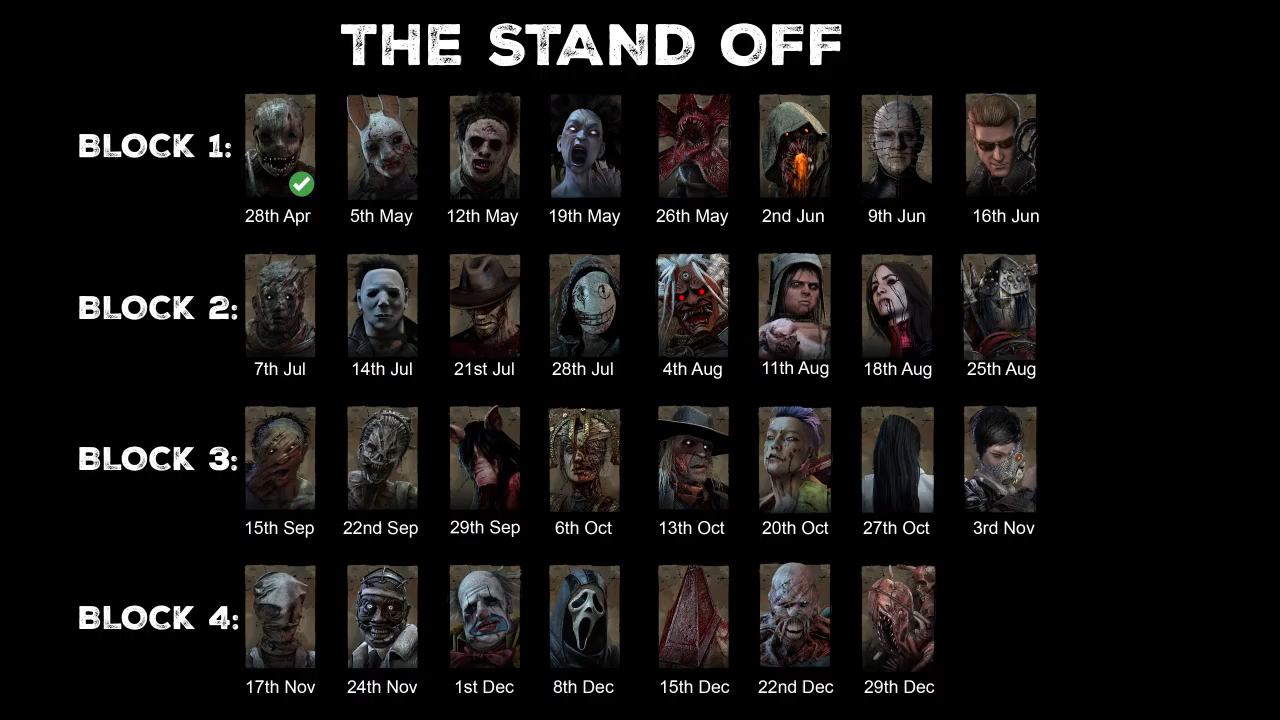 THE STAND OFF
BLOCK 1:
28th Apr 5th May 12th May 19th May 26th May 2nd Jun 9th Jun 16th Jun
BLOCK 2:
7th Jul 14th Jul 21st Jul 28th Jul 4th Aug 11th Aug 18th Aug 25th Aug
BLOCK 3:
15th Sep 22nd Sep 29th Sep 6th Oct 13th Oct 20th Oct 27th Oct 3rd Nov
BLOCK 4:
17th Nov 24th Nov 1st Dec 8th Dec 15th Dec 22nd Dec 29th Dec